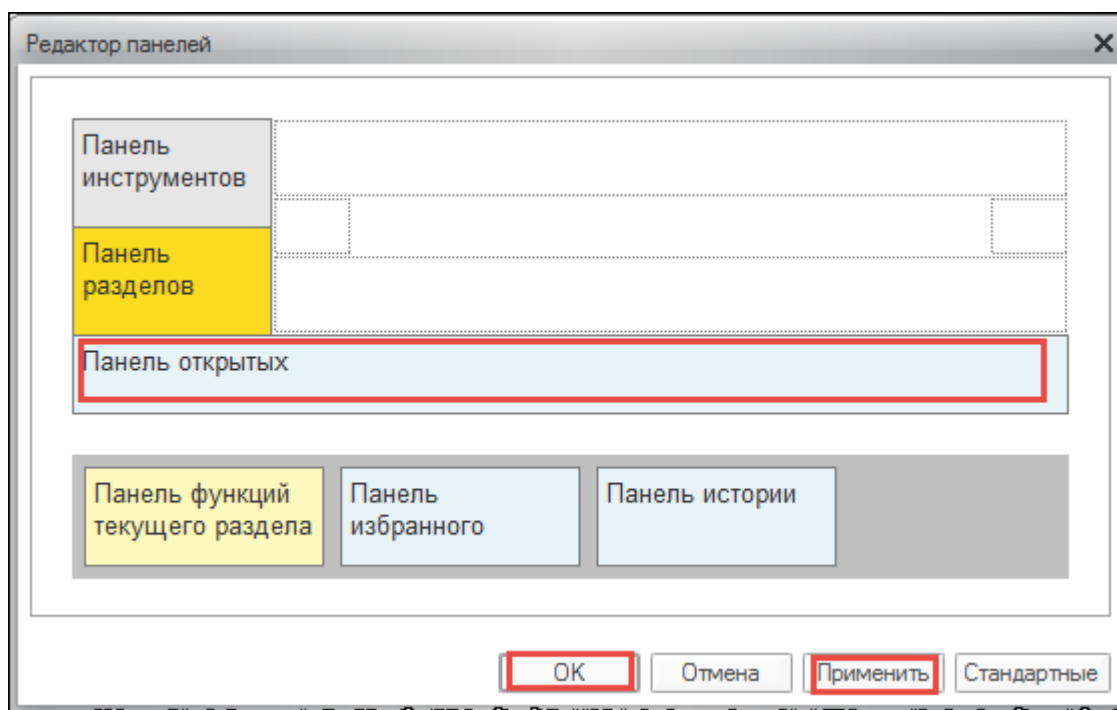 Редактор панелей
Панель
инструментов
Панель
разделов
Панель открытых
Панель функций
текущего раздела
Панель
избранного
Панель истории
OK
Отмена
Применить
Стандартные